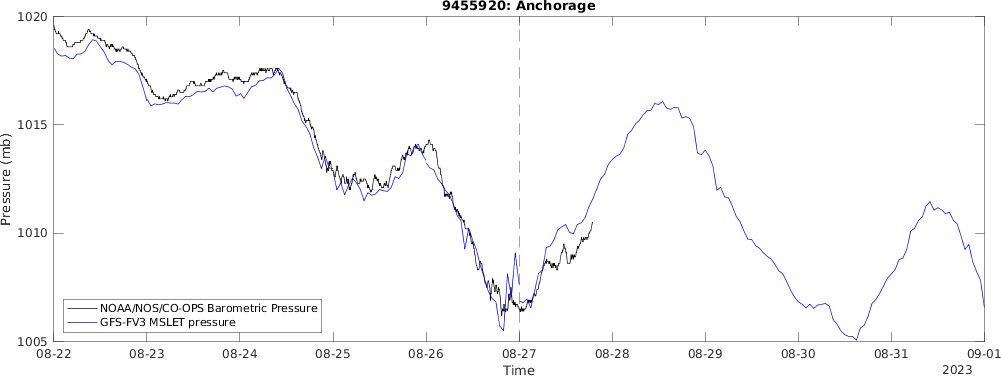 9455920: Anchorage
Pressure (mb)
1020
1015
1010
1005
NOAA/NOS/CO-OPS Barometric Pressure
GFS-FV3 MSLET pressure
08-22 08-23 08-24 08-25 08-26 08-27 08-28 08-29 08-30 08-31 09-01
Time
2023